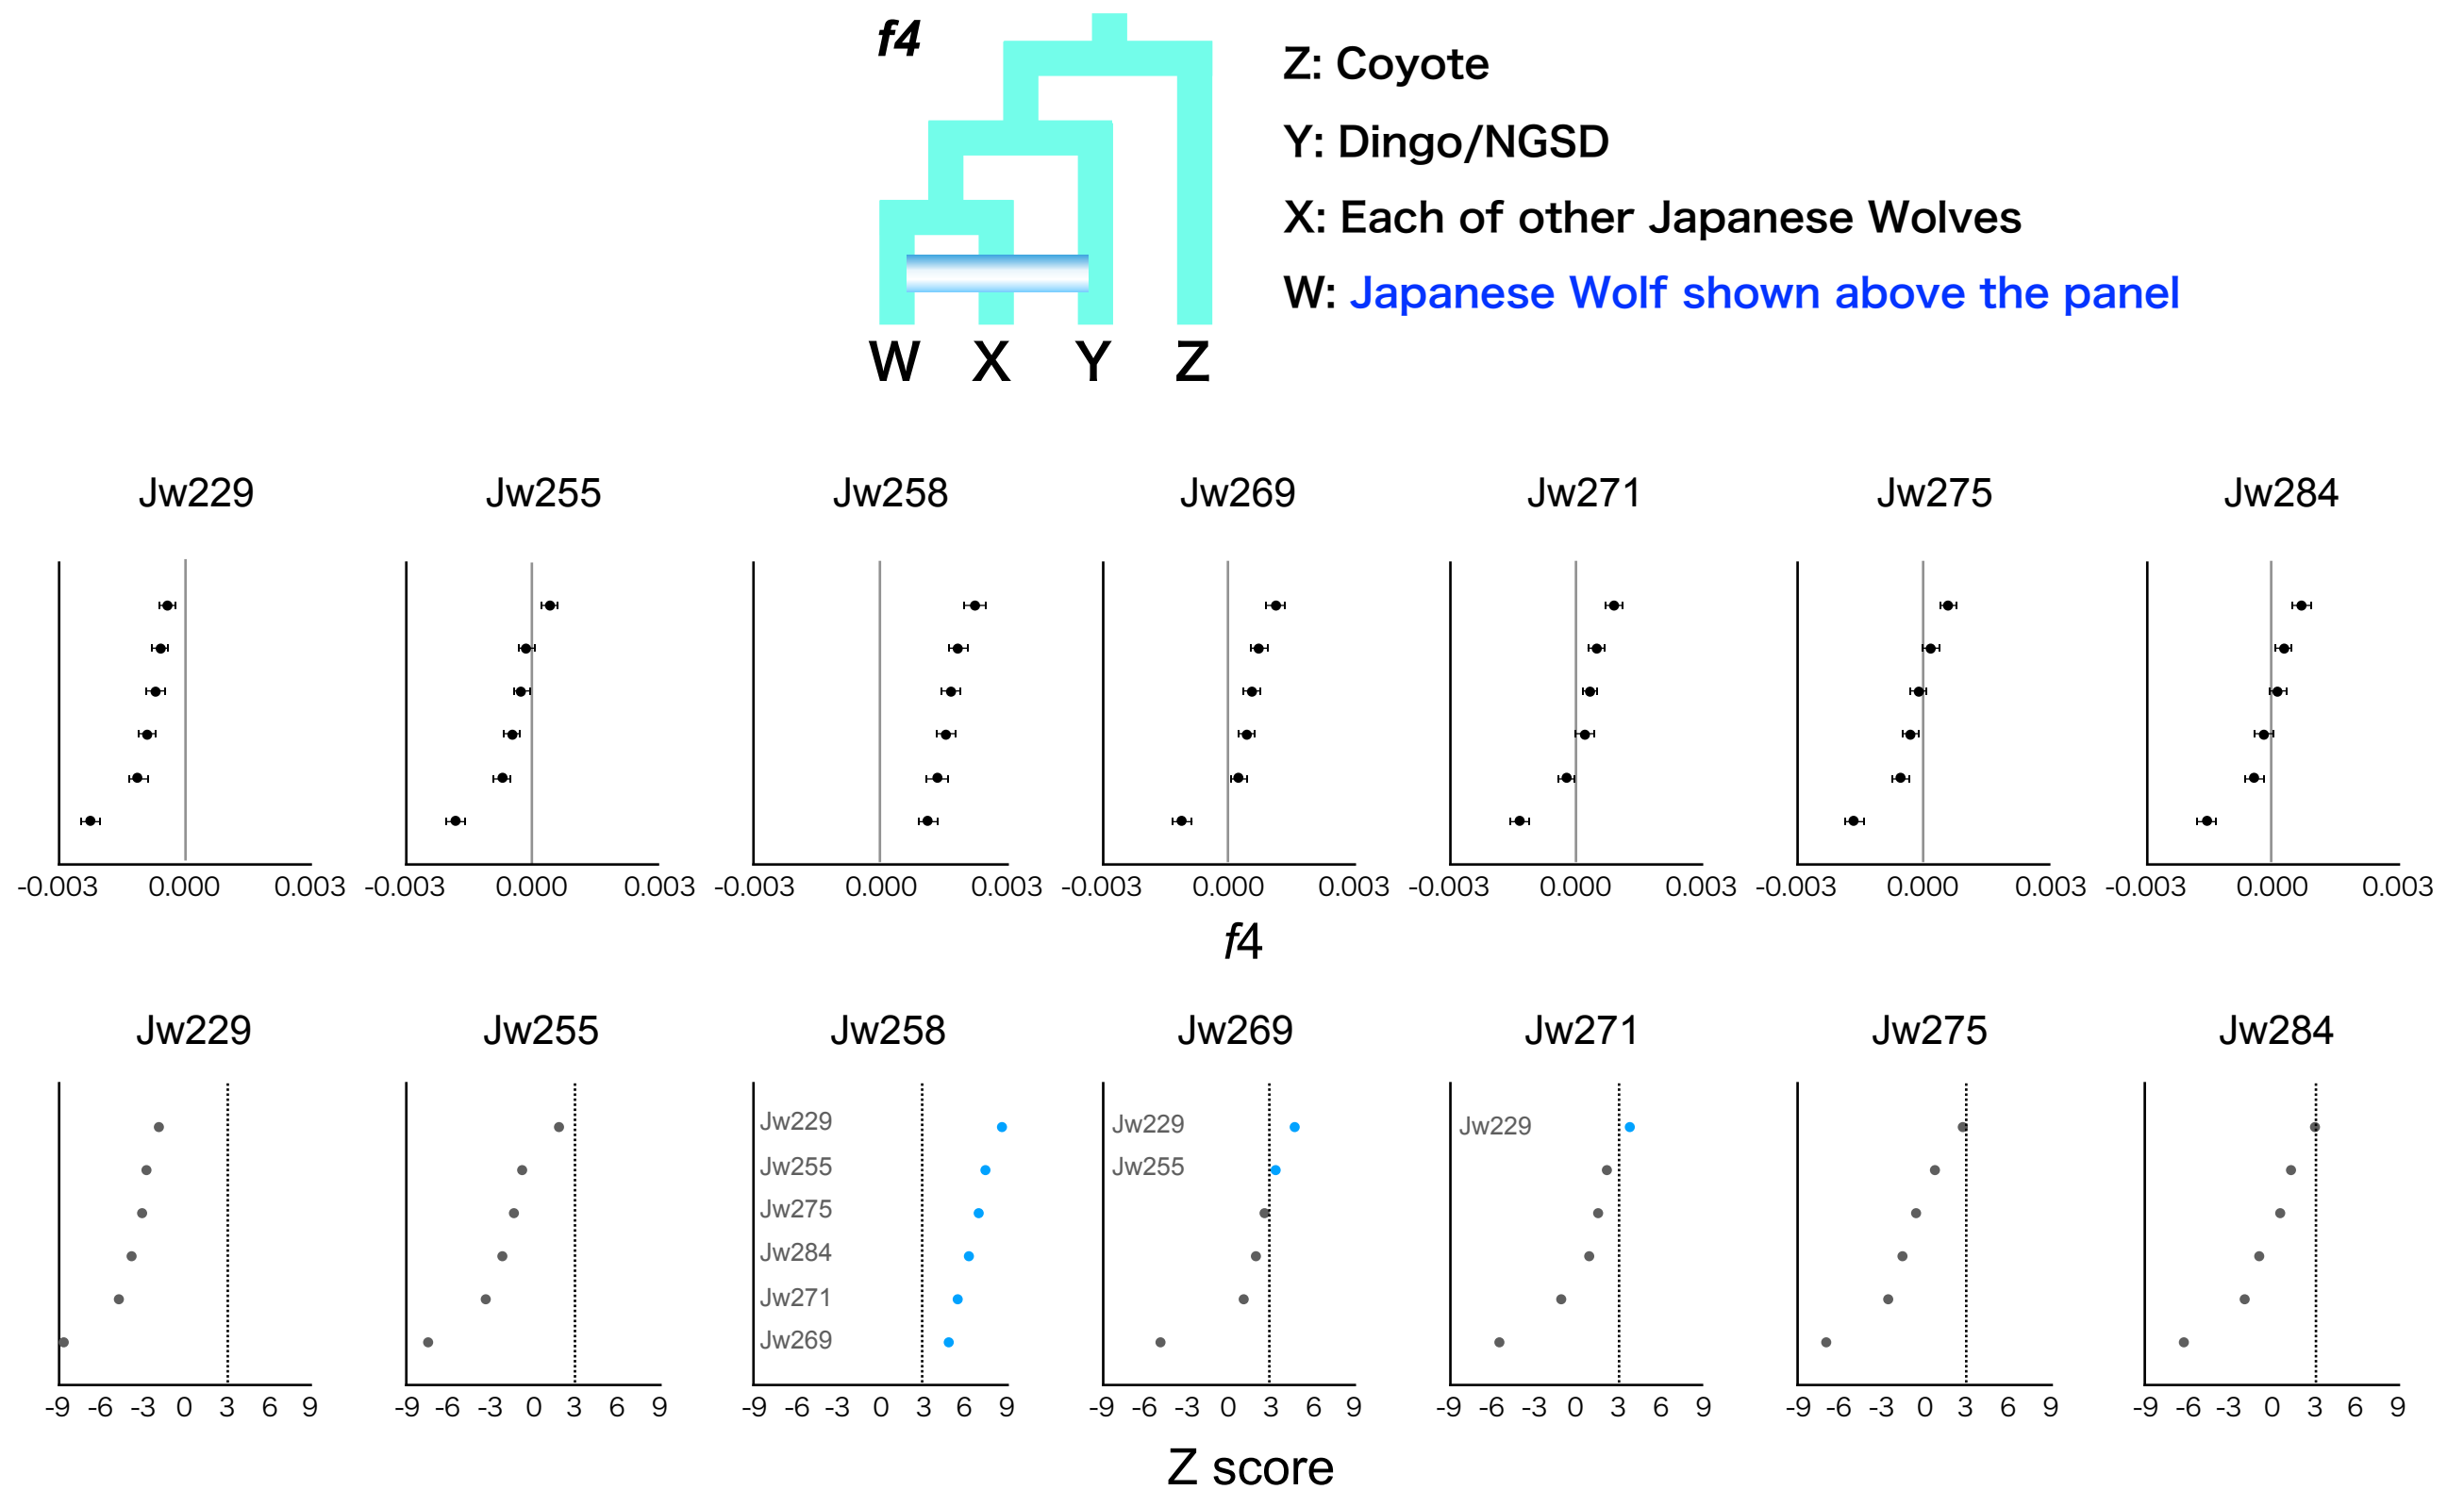 f4
Z: Coyote
Y: Dingo/NGSD
X: Each of other Japanese Wolves
W: Japanese Wolf shown above the panel
W X Y Z
Jw229 Jw255 Jw258 Jw269 Jw271 Jw275 Jw284
-0.003 0.000 0.003 -0.003 0.000 0.003 -0.003 0.000 0.003 -0.003 0.000 0.003 -0.003 0.000 0.003 -0.003 0.000 0.003 -0.003 0.000 0.003
f4
Jw229 Jw255 Jw258 Jw269 Jw271 Jw275 Jw284
Jw229 Jw229 Jw229
Jw255 Jw255
Jw275
Jw284
Jw271
Jw269
-9 -6 -3 0 3 6 9 -9 -6 -3 0 3 6 9 -9 -6 -3 0 3 6 9 -9 -6 -3 0 3 6 9 -9 -6 -3 0 3 6 9 -9 -6 -3 0 3 6 9 -9 -6 -3 0 3 6 9
Z score